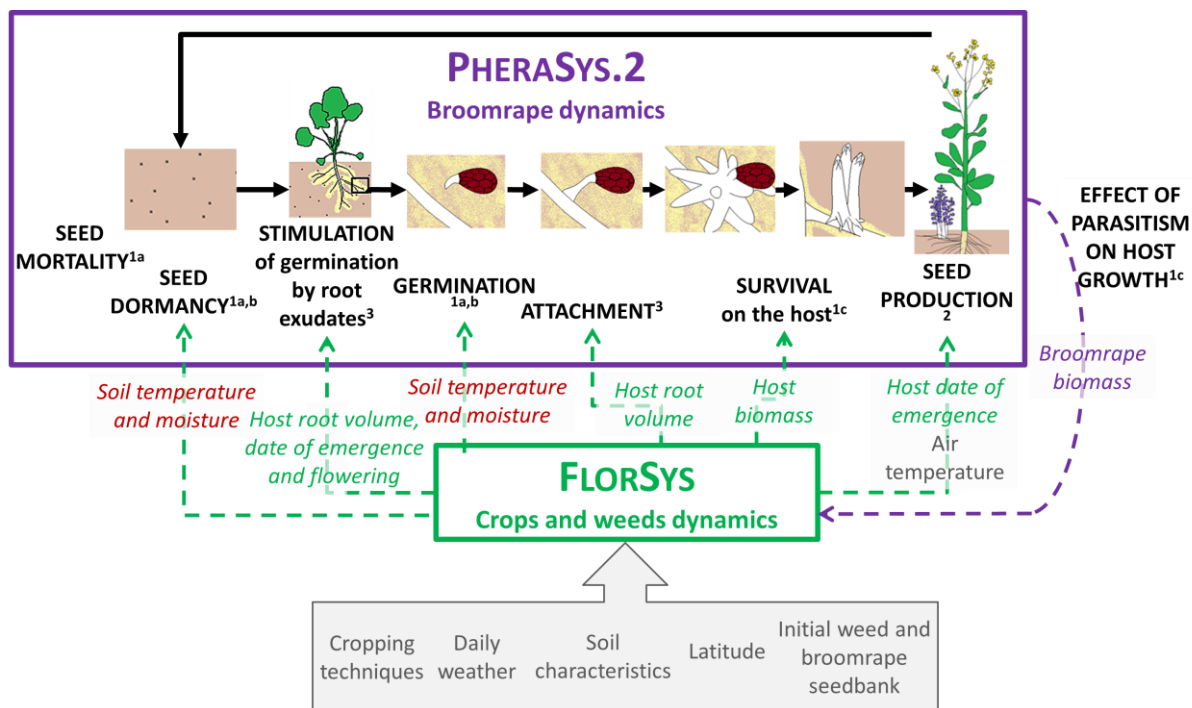 PHERASYS.2
Broomrape dynamics
SEED
MORTALITY1a
SEED
DORMANCY1a,b
STIMULATION
of germination
by root
exudates3
GERMINATION
1a,b
ATTACHMENT3
SURVIVAL
on the host1c
SEED
PRODUCTION
2
EFFECT OF
PARASITISM
ON HOST
GROWTH1c
Soil temperature
and moisture
Host root volume,
date of emergence
and flowering
Soil temperature
and moisture
Host root
volume
Host
biomass
Host date of
emergence
Air
temperature
Broomrape
biomass
FLORSYS
Crops and weeds dynamics
Cropping
techniques
Daily
weather
Soil
characteristics
Latitude
Initial weed and
broomrape
seedbank